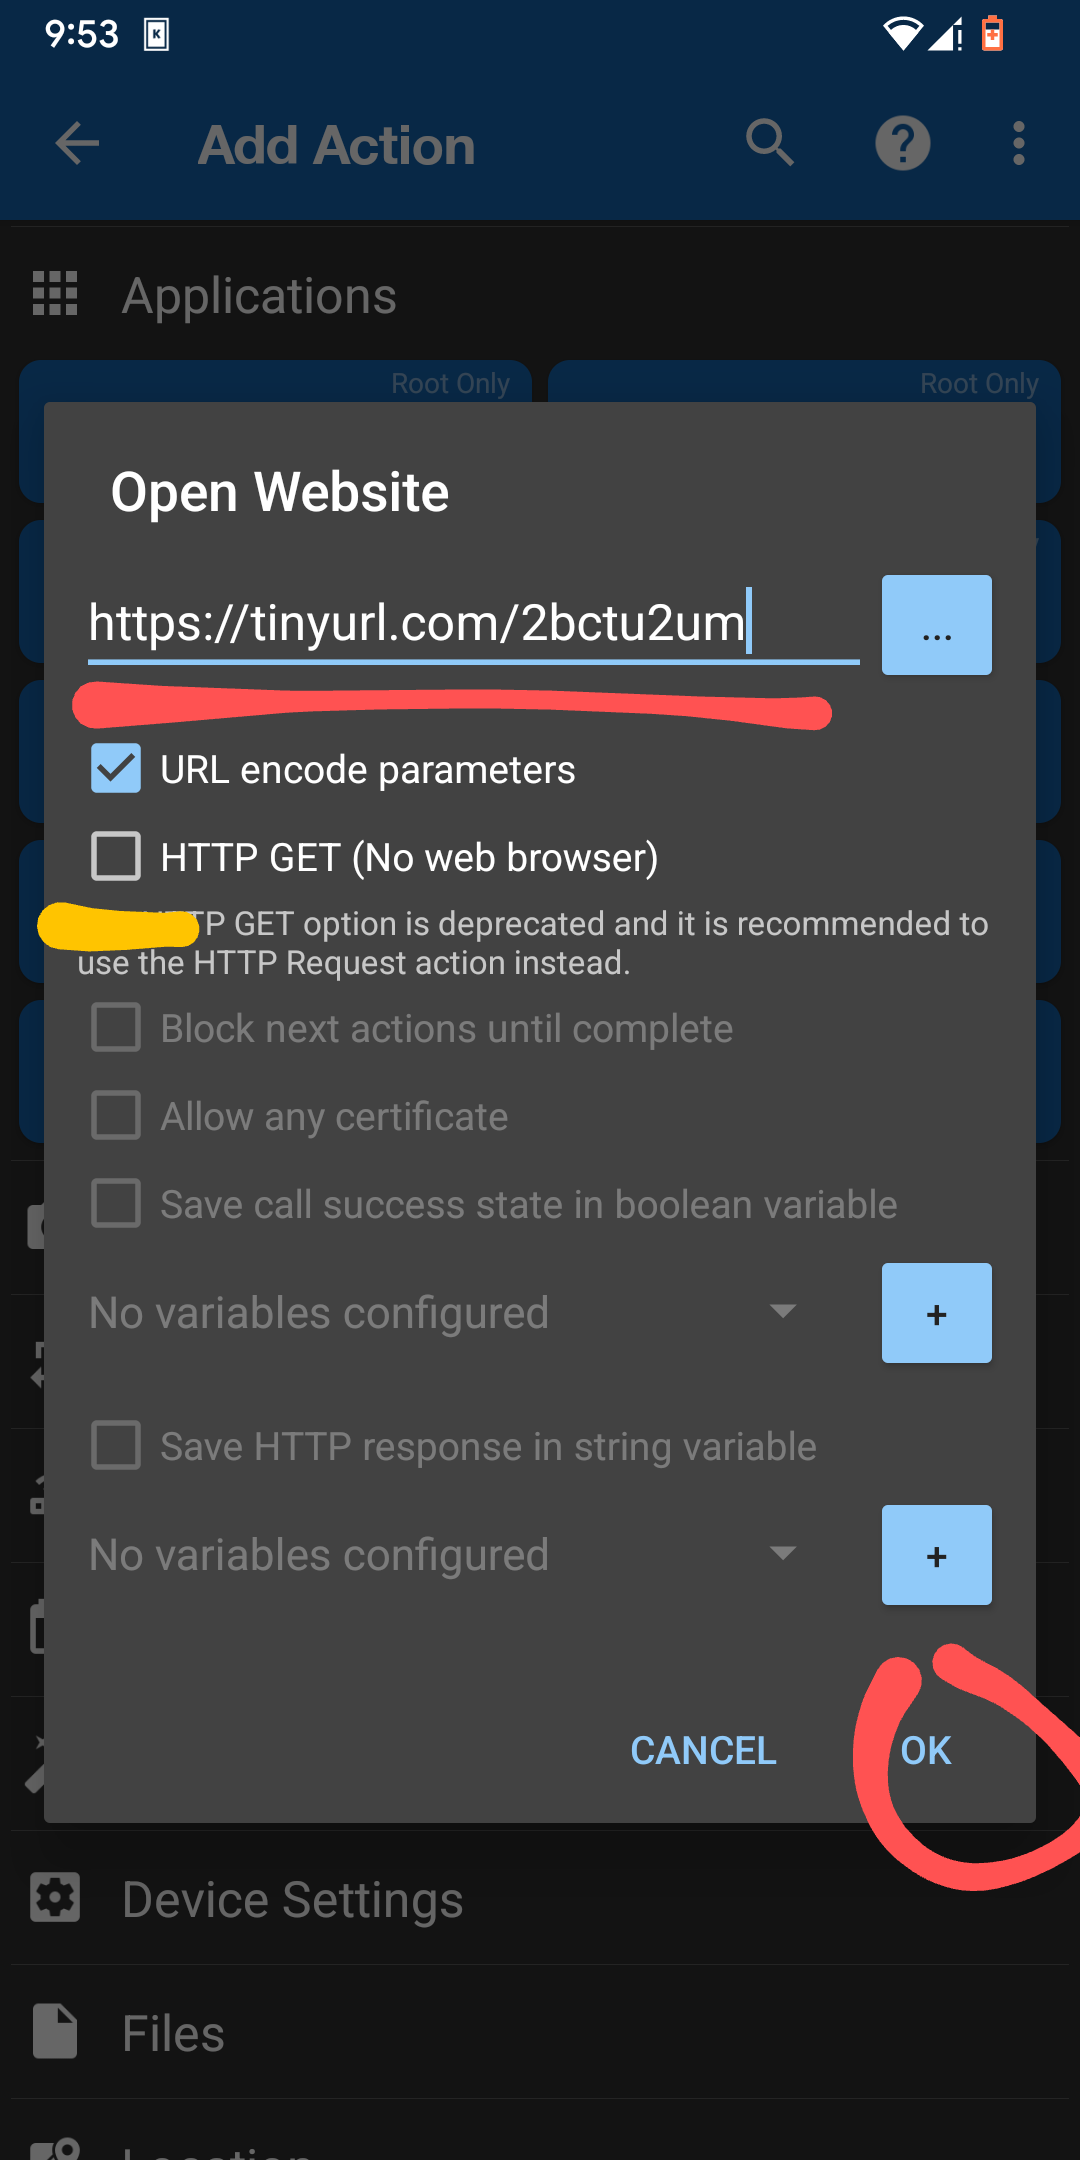 9:53
Add Action
Applications
Root Only
Root Only
Open Website
https://tinyurl.com/2bctu2um
...
URL encode parameters
HTTP GET (No web browser)
GET option is deprecated and it is recommended to
use the HTTP Request action instead.
Block next actions until complete
Allow any certificate
Save call success state in boolean variable
No variables configured
+
Save HTTP response in string variable
No variables configured
+
CANCEL
OK
Device Settings
Files